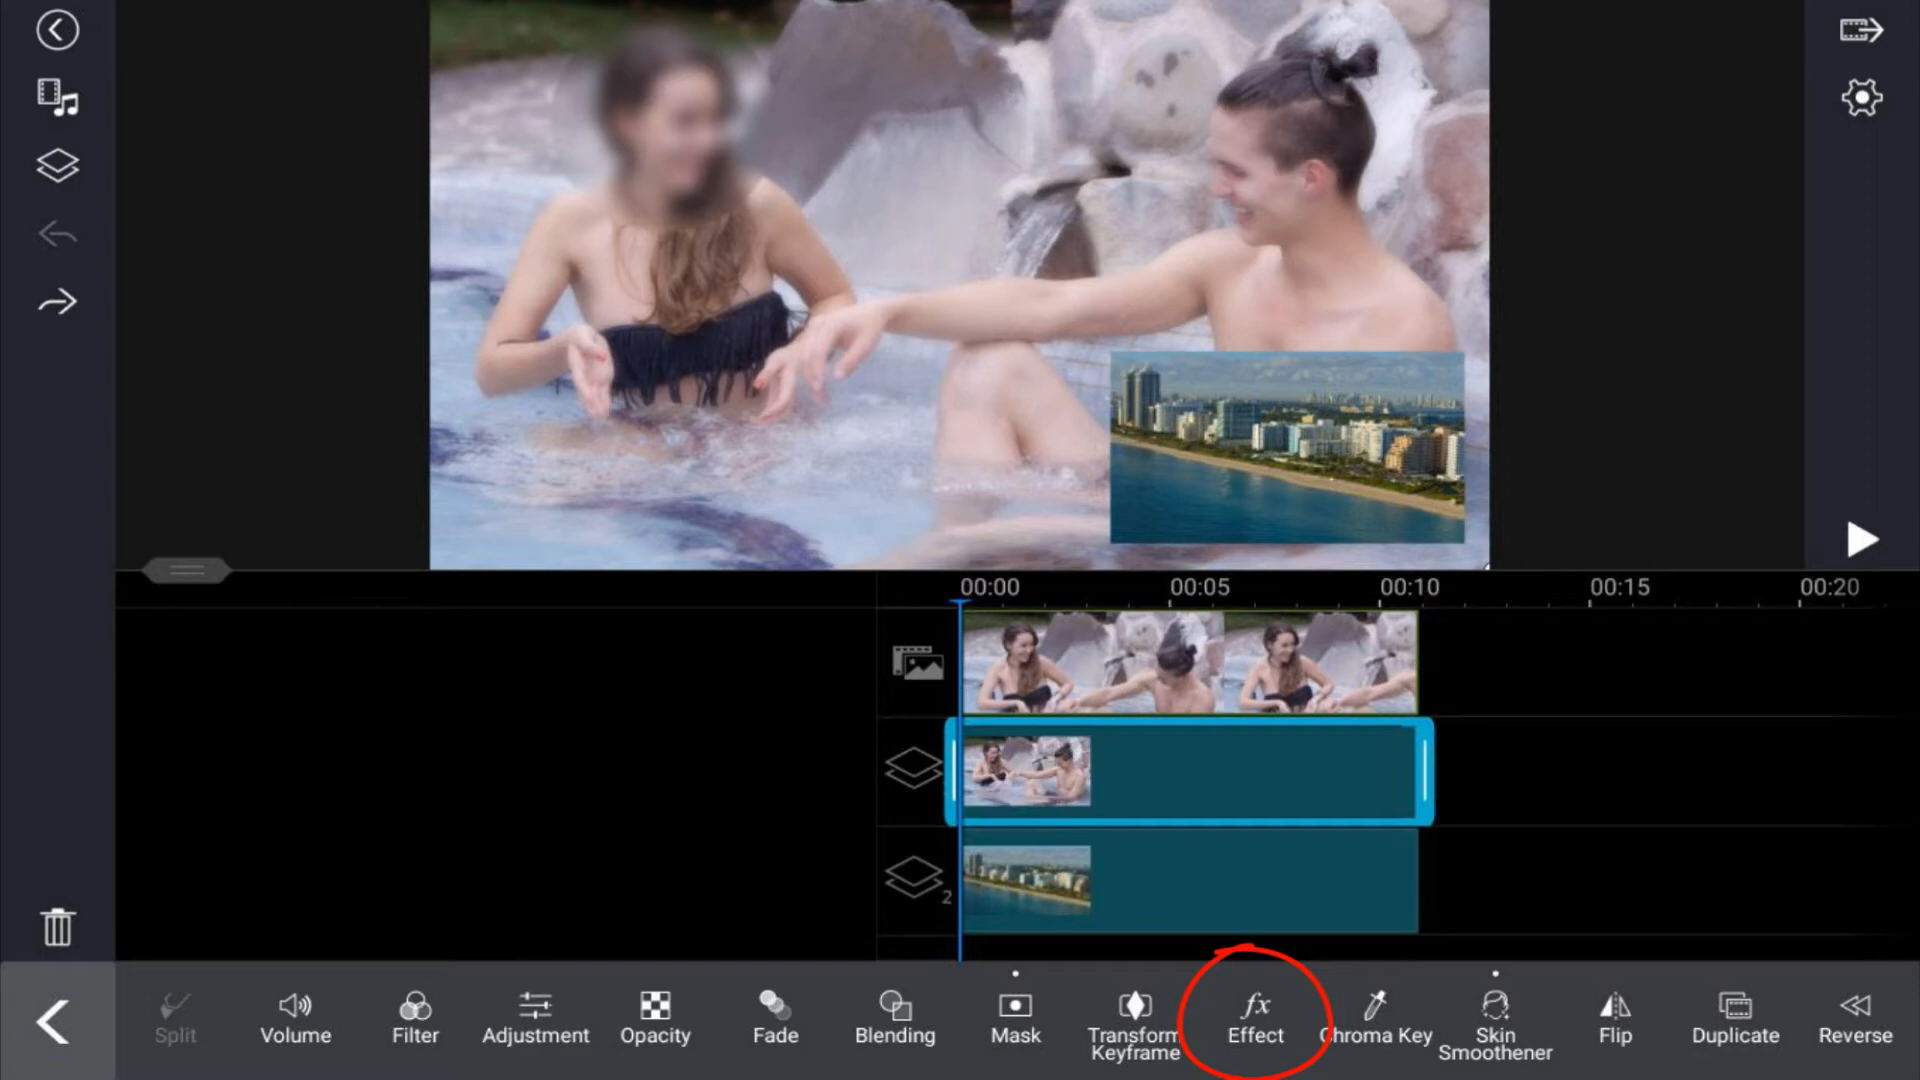 00:00 00:05 00:10 00:15 00:20
2
Split Volume Filter Adjustment Opacity Fade Blending Mask Transform Keyframe fx Effect Chroma Key Skin Smoothener Flip Duplicate Reverse